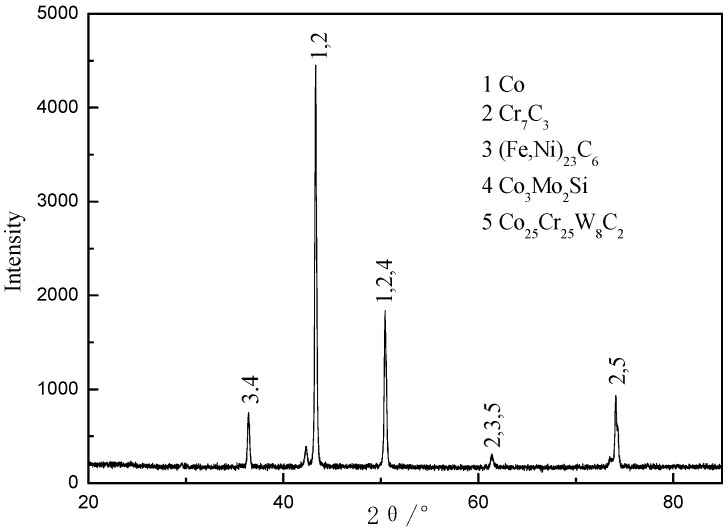 5000
4000
3000
2000
1000
0
Intensity
3.4
1,2
1,2,4
2,3,5
2,5
1 Co
2 Cr₇C₃
3 (Fe,Ni)₂₃C₆
4 Co₃Mo₂Si
5 Co₂₅Cr₂₅W₈C₂
20 40 60 80
2θ/°